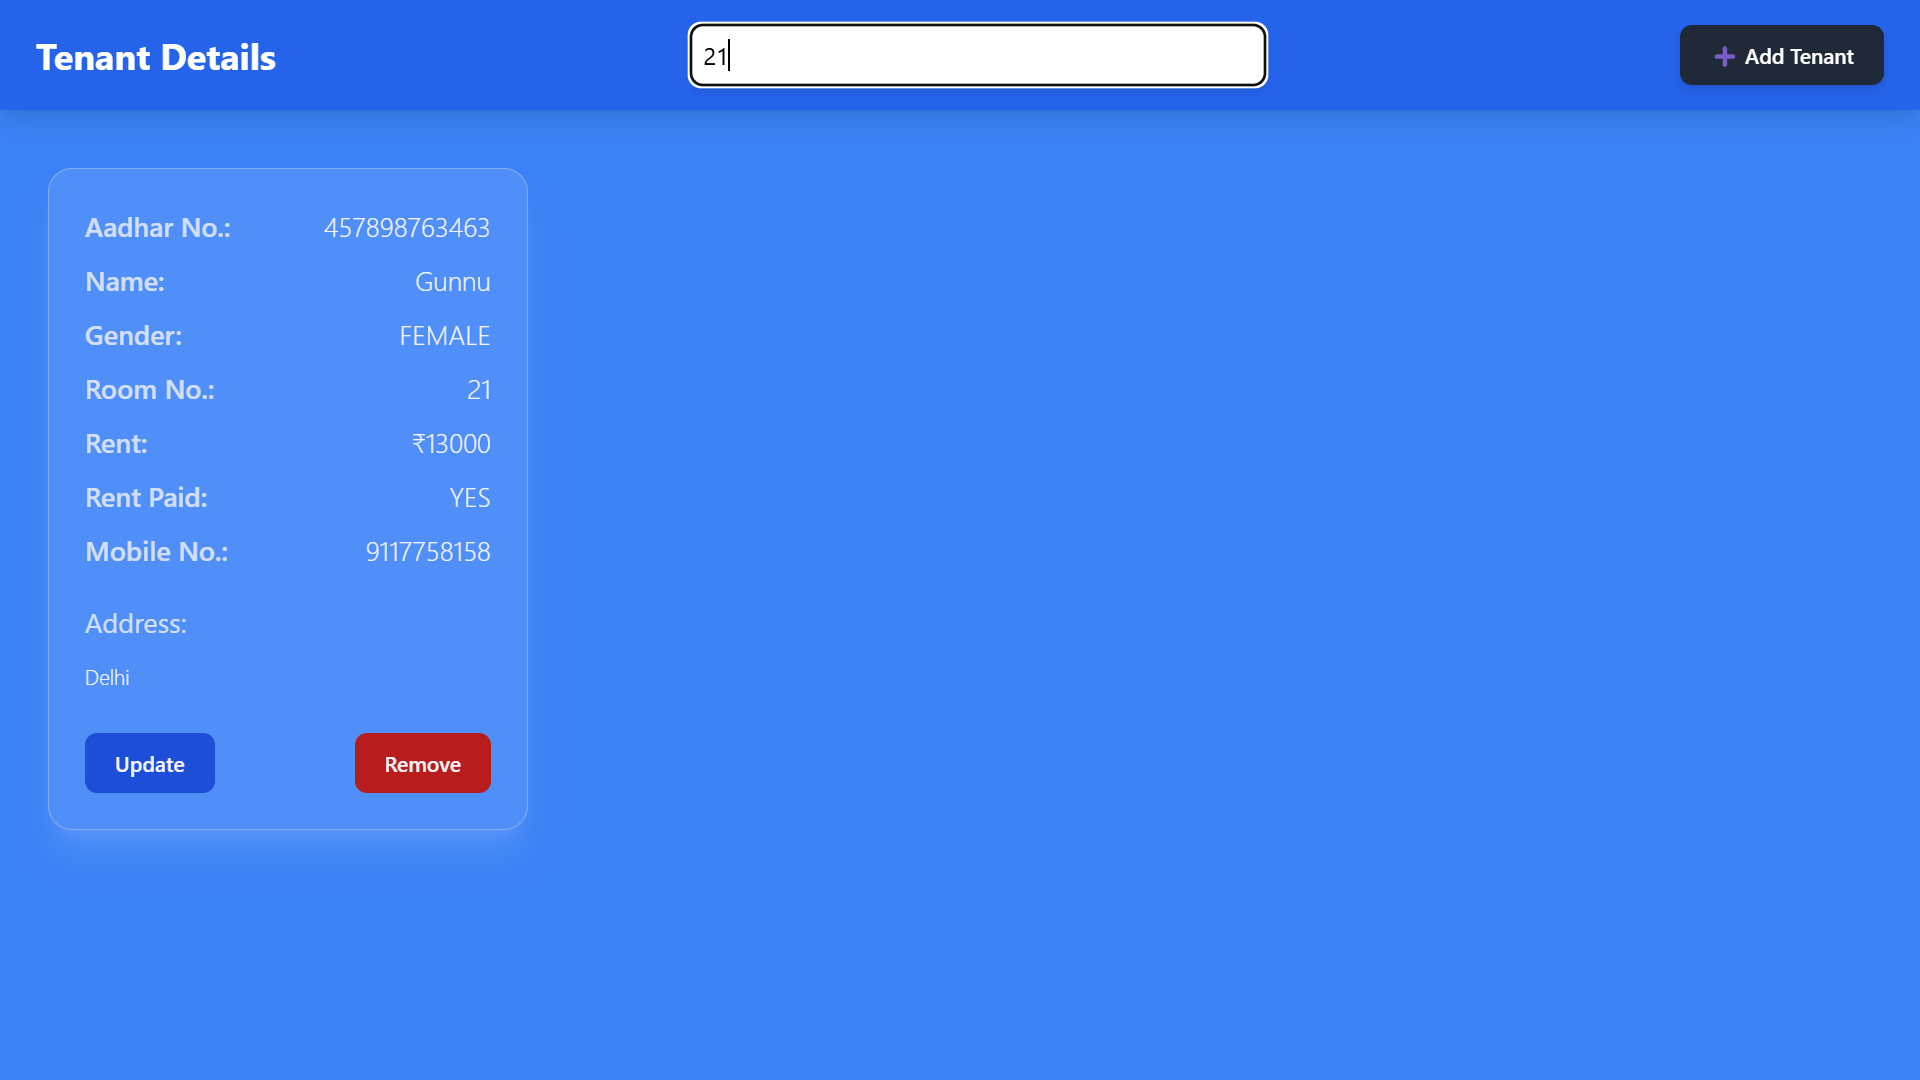 Tenant Details
21
Add Tenant
Aadhar No.: 457898763463
Name: Gunnu
Gender: FEMALE
Room No.: 21
Rent: ₹13000
Rent Paid: YES
Mobile No.: 9117758158
Address:
Delhi
Update Remove